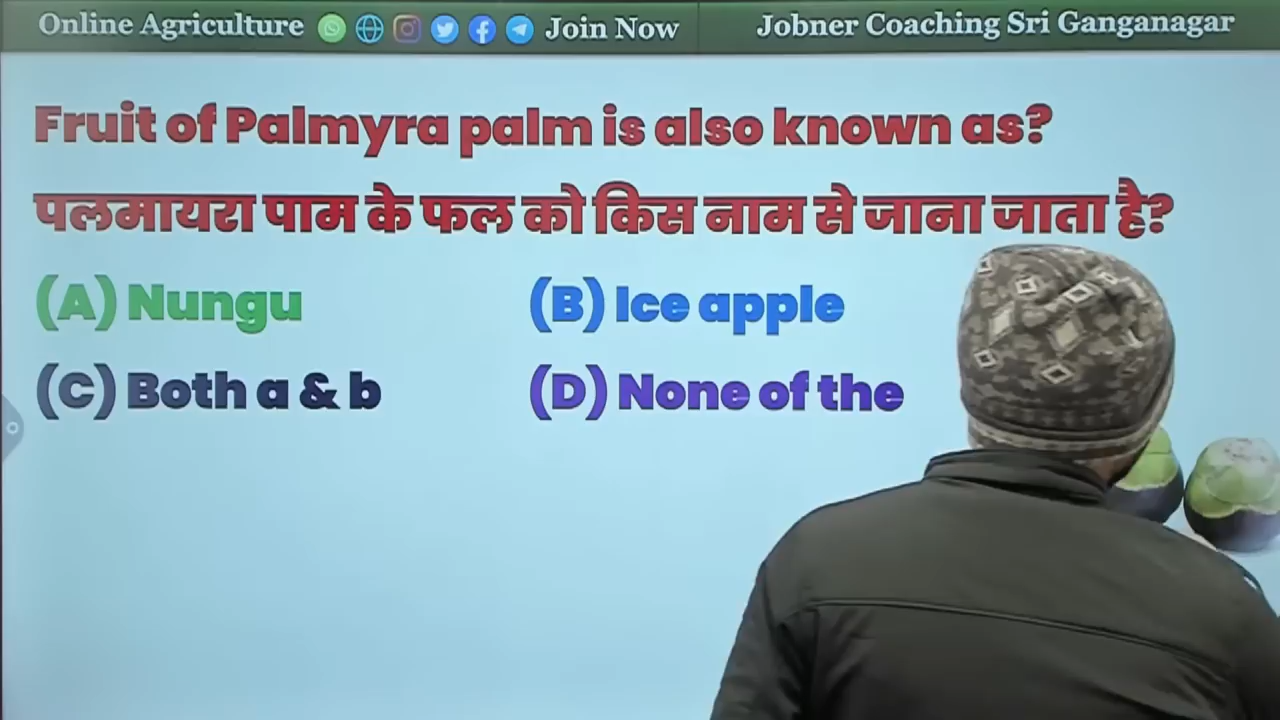 Online Agriculture Join Now
Jobner Coaching Sri Ganganagar
Fruit of Palmyra palm is also known as?
पलमायरा पाम के फल को किस नाम से जाना जाता है?
(A) Nungu
(B) Ice apple
(C) Both a & b
(D) None of the